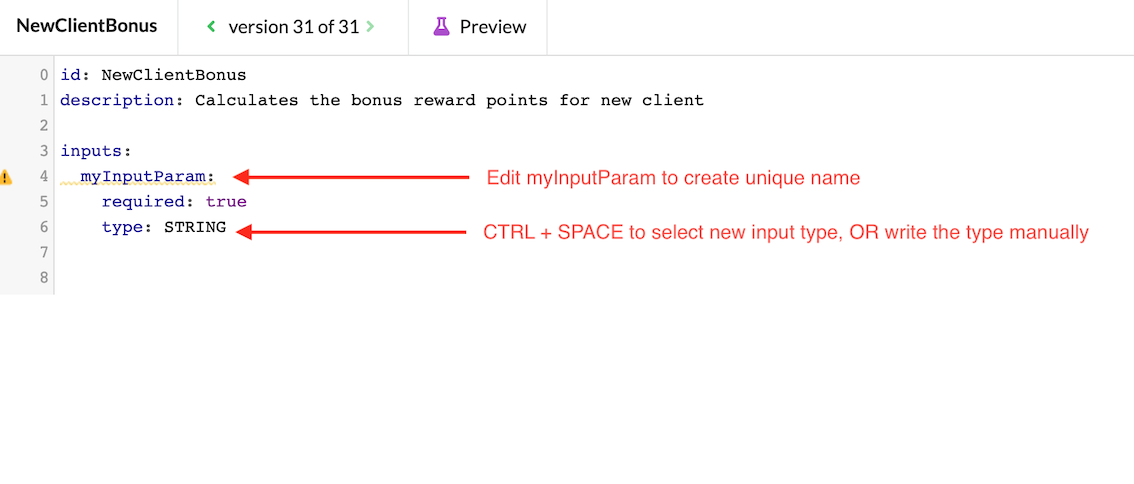 NewClientBonus version 31 of 31 Preview
0 id: NewClientBonus
1 description: Calculates the bonus reward points for new client
2
3 inputs:
4 myInputParam: Edit myInputParam to create unique name
5 required: true
6 type: STRING CTRL + SPACE to select new input type, OR write the type manually
7
8